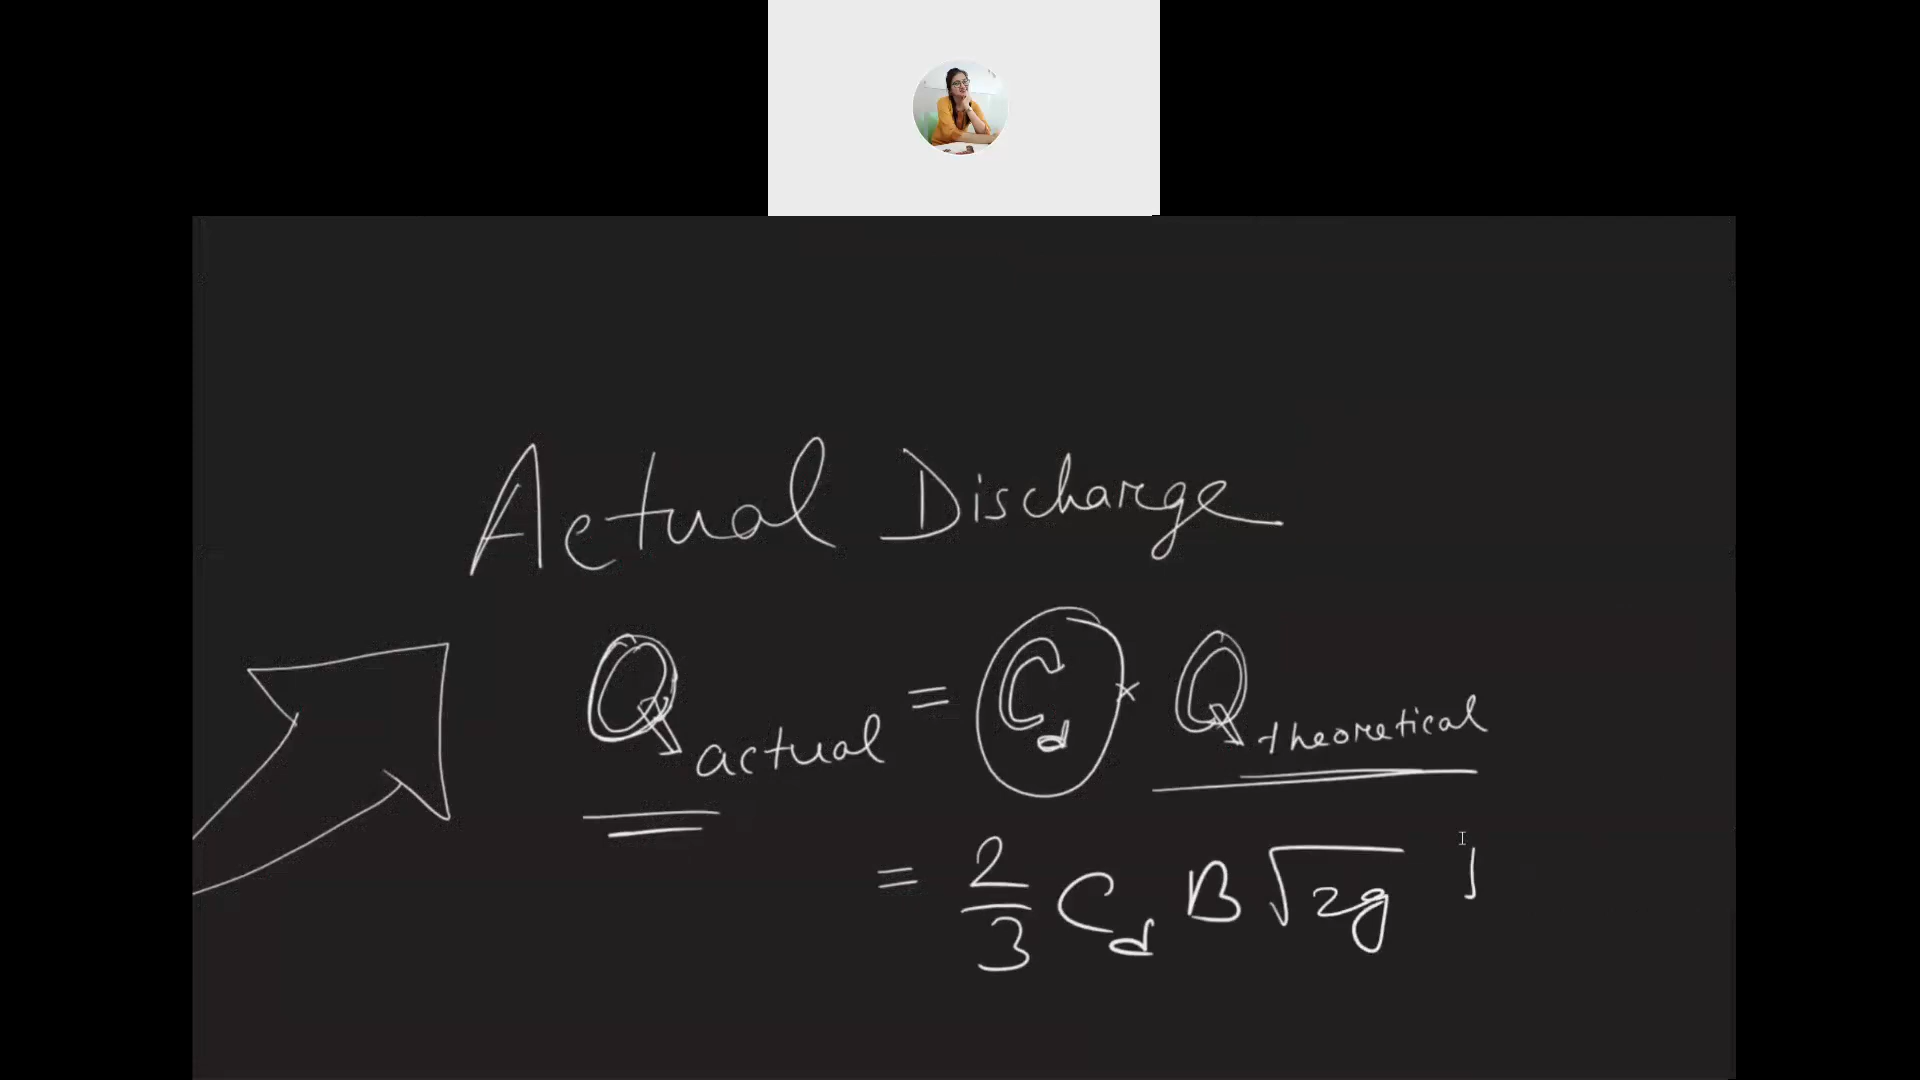 Actual Discharge
Q actual = Cd × Q theoretical
= 2/3 Cd B √2g